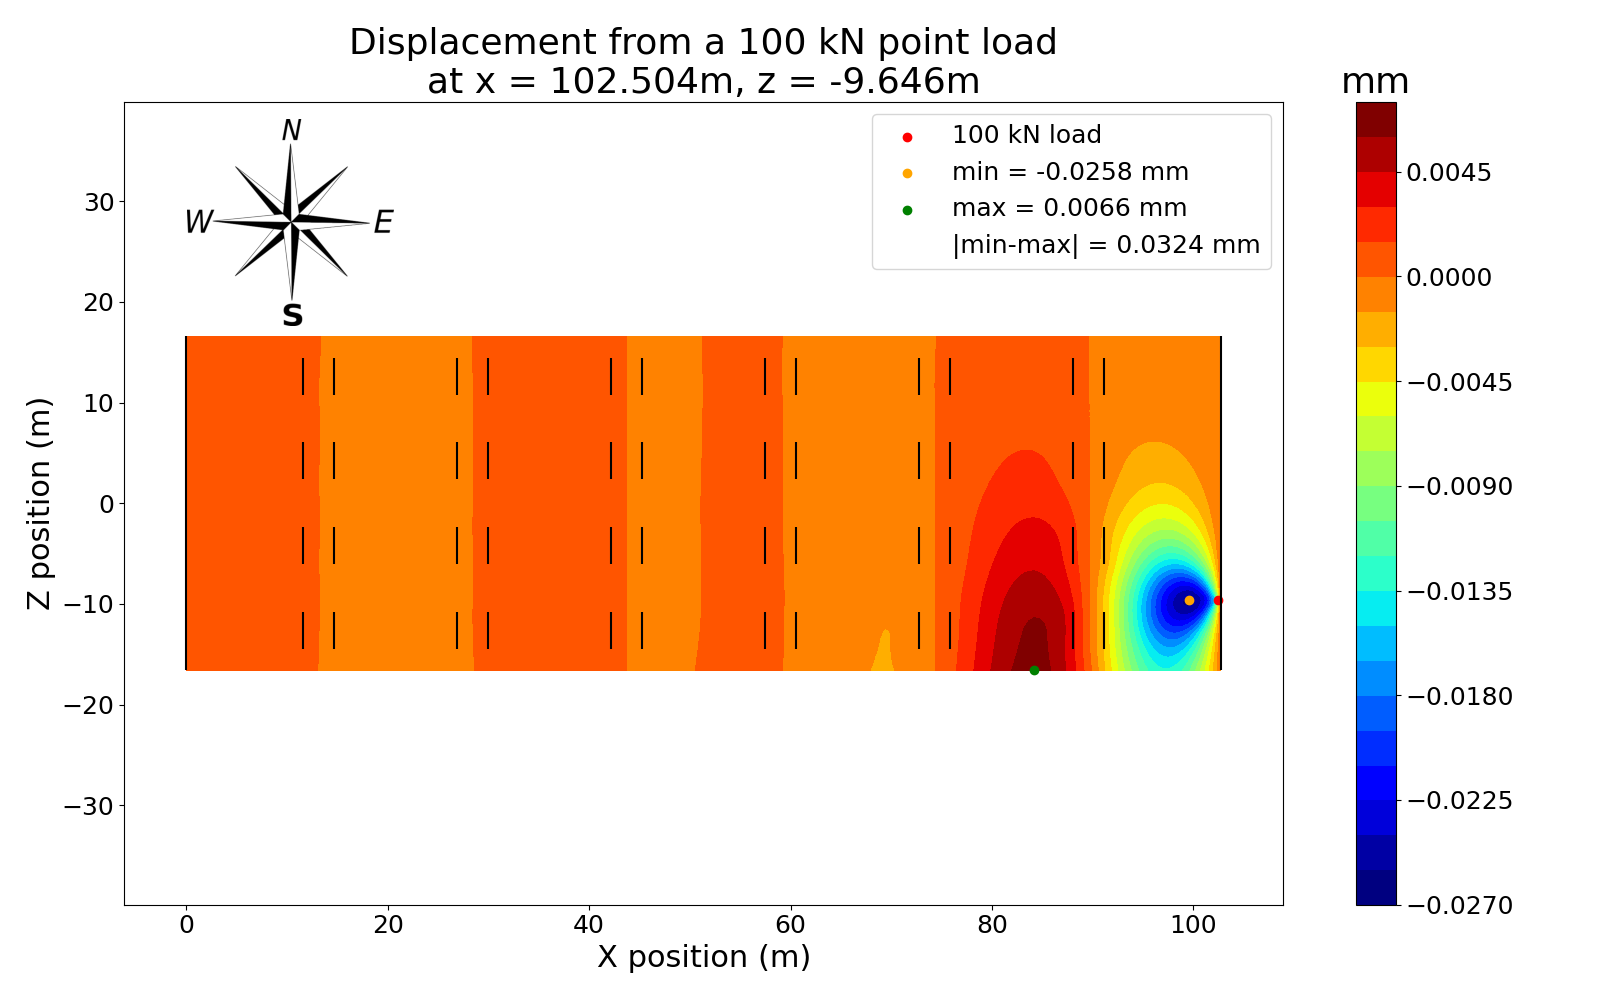 Displacement from a 100 kN point load
at x = 102.504m, z = -9.646m
mm
N
W
E
S
100 kN load
min = -0.0258 mm
max = 0.0066 mm
|min-max| = 0.0324 mm
Z position (m)
30
20
10
0
−10
−20
−30
0
20
40
60
80
100
X position (m)
0.0045
0.0000
−0.0045
−0.0090
−0.0135
−0.0180
−0.0225
−0.0270